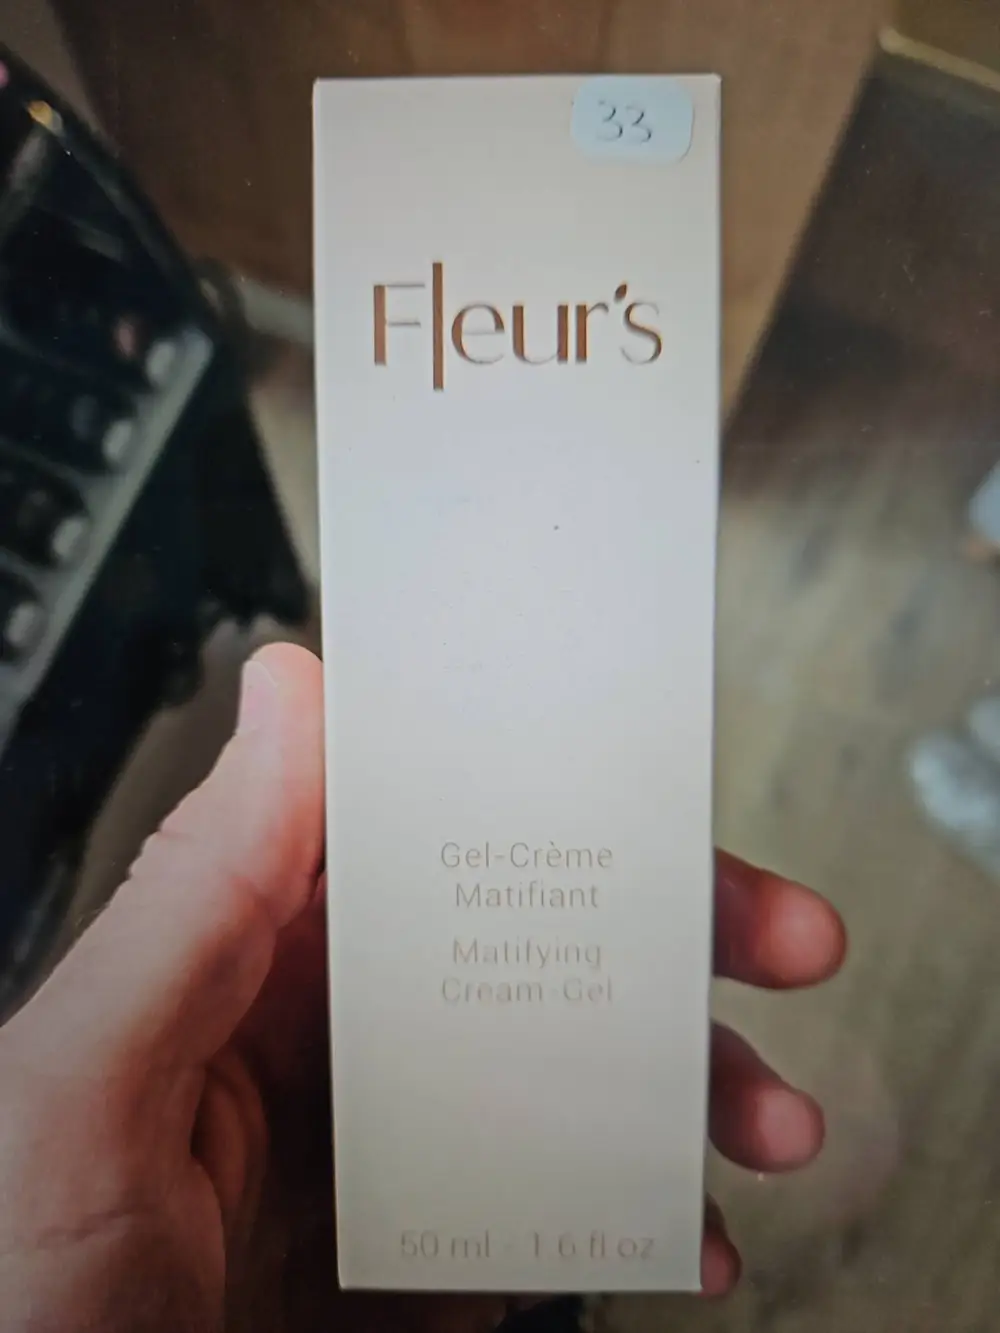 33
Fleur's
Gel-Crème
Matifiant
Matifying
Cream-Gel
50 ml - 1.6 fl oz